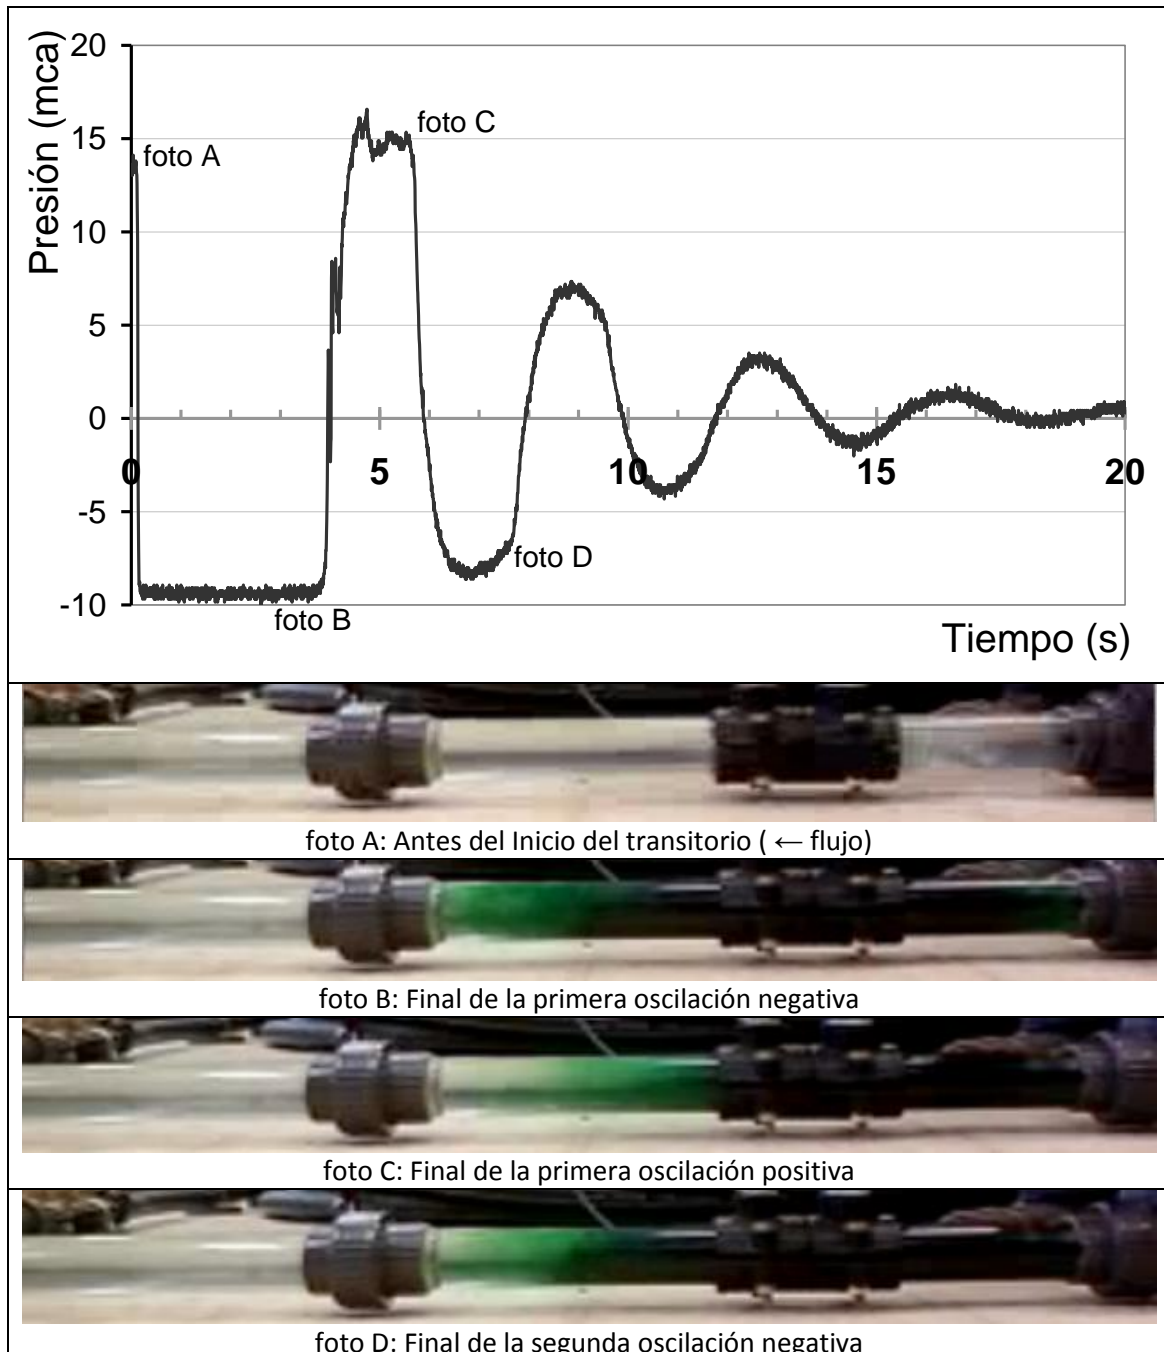 20
15
10
5
0
-5
-10
Presión (mca)
foto A
foto C
foto D
foto B
0
5
10
15
20
Tiempo (s)
foto A: Antes del Inicio del transitorio ( ← flujo)
foto B: Final de la primera oscilación negativa
foto C: Final de la primera oscilación positiva
foto D: Final de la segunda oscilación negativa